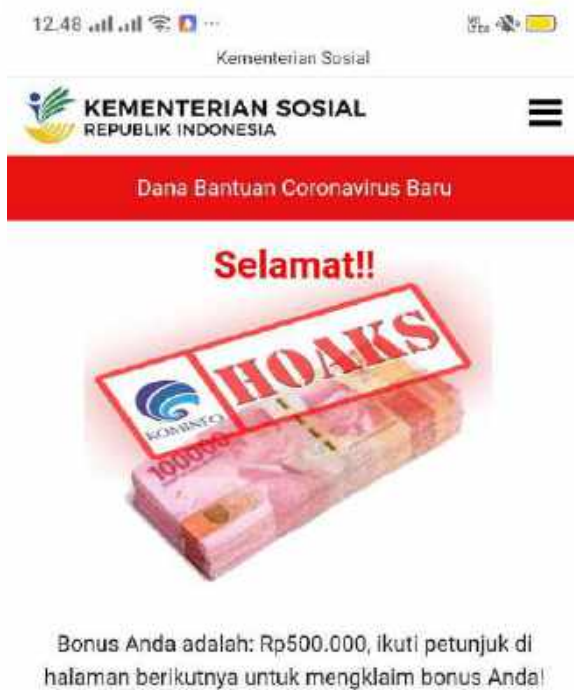 12.48
Kementerian Sosial
KEMENTERIAN SOSIAL
REPUBLIK INDONESIA
Dana Bantuan Coronavirus Baru
Selamat!!
HOAKS
KOMINFO
100000
Bonus Anda adalah: Rp500.000, ikuti petunjuk di
halaman berikutnya untuk mengklaim bonus Anda!